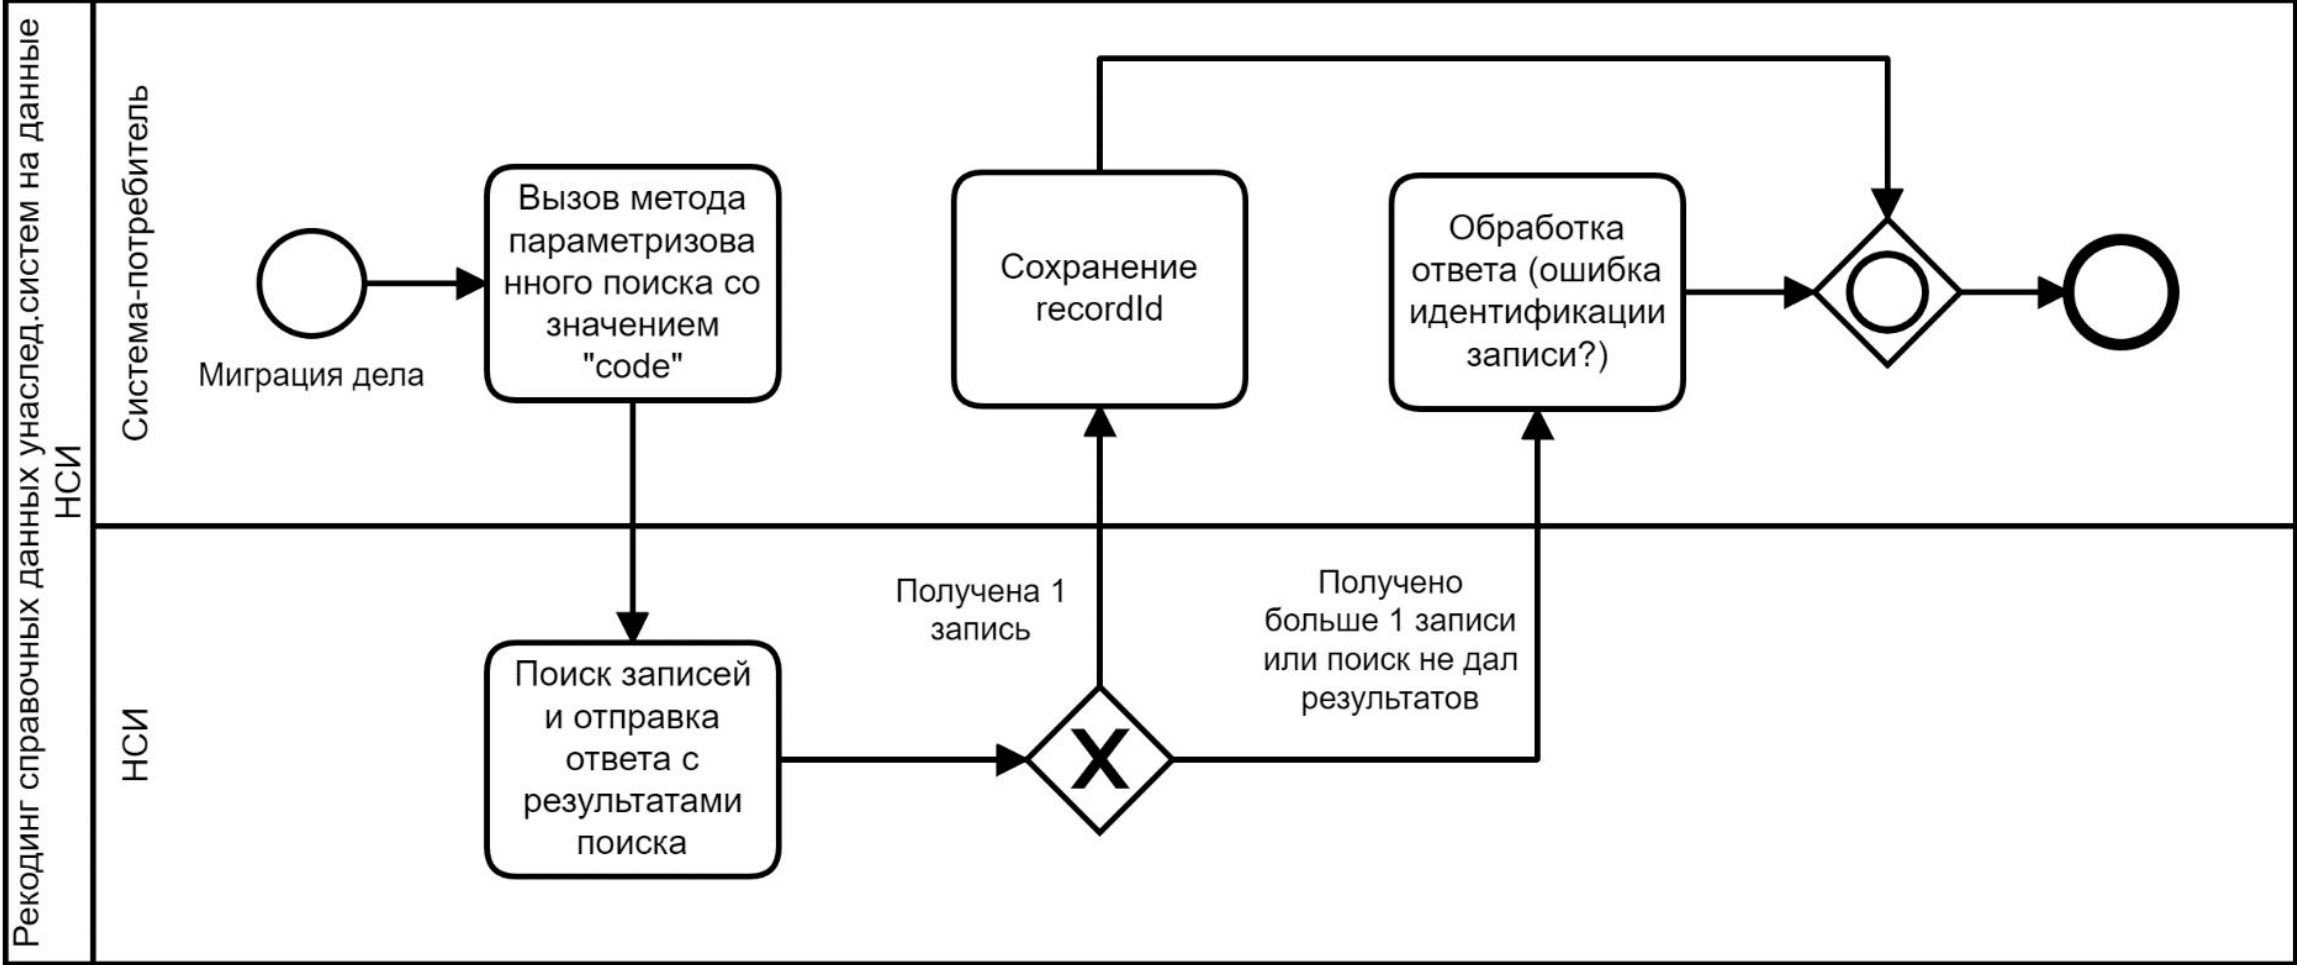 Рекодинг справочных данных унаслед.систем на данные
НСИ
Система-потребитель
Миграция дела
Вызов метода
параметризова
нного поиска со
значением
"code"
Сохранение
recordId
Обработка
ответа (ошибка
идентификации
записи?)
НСИ
Поиск записей
и отправка
ответа с
результатами
поиска
Получена 1
запись
X
Получено
больше 1 записи
или поиск не дал
результатов